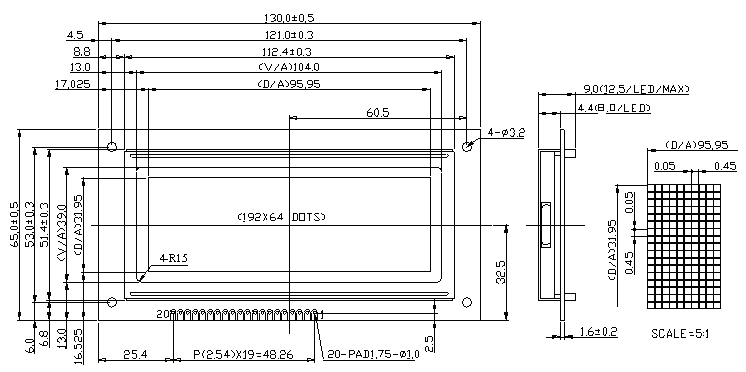 130.0±0.5
4.5
121.0±0.3
8.8
112.4±0.3
13.0
(V/A)104.0
17.025
(D/A)95.95
60.5
4-ø3.2
9.0(12.5/LED/MAX)
4.4(8.0/LED)
(D/A)95.95
0.05
0.45
65.0±0.5
53.0±0.3
51.4±0.3
(V/A)39.0
(D/A)31.95
(192X64 DOTS)
4-R15
32.5
(D/A)31.95
0.05
0.45
20
1
6.0
6.8
13.0
16.525
2.5
1.6±0.2
SCALE=5:1
25.4
P(2.54)X19=48.26
20-PAD1.75-ø1.0